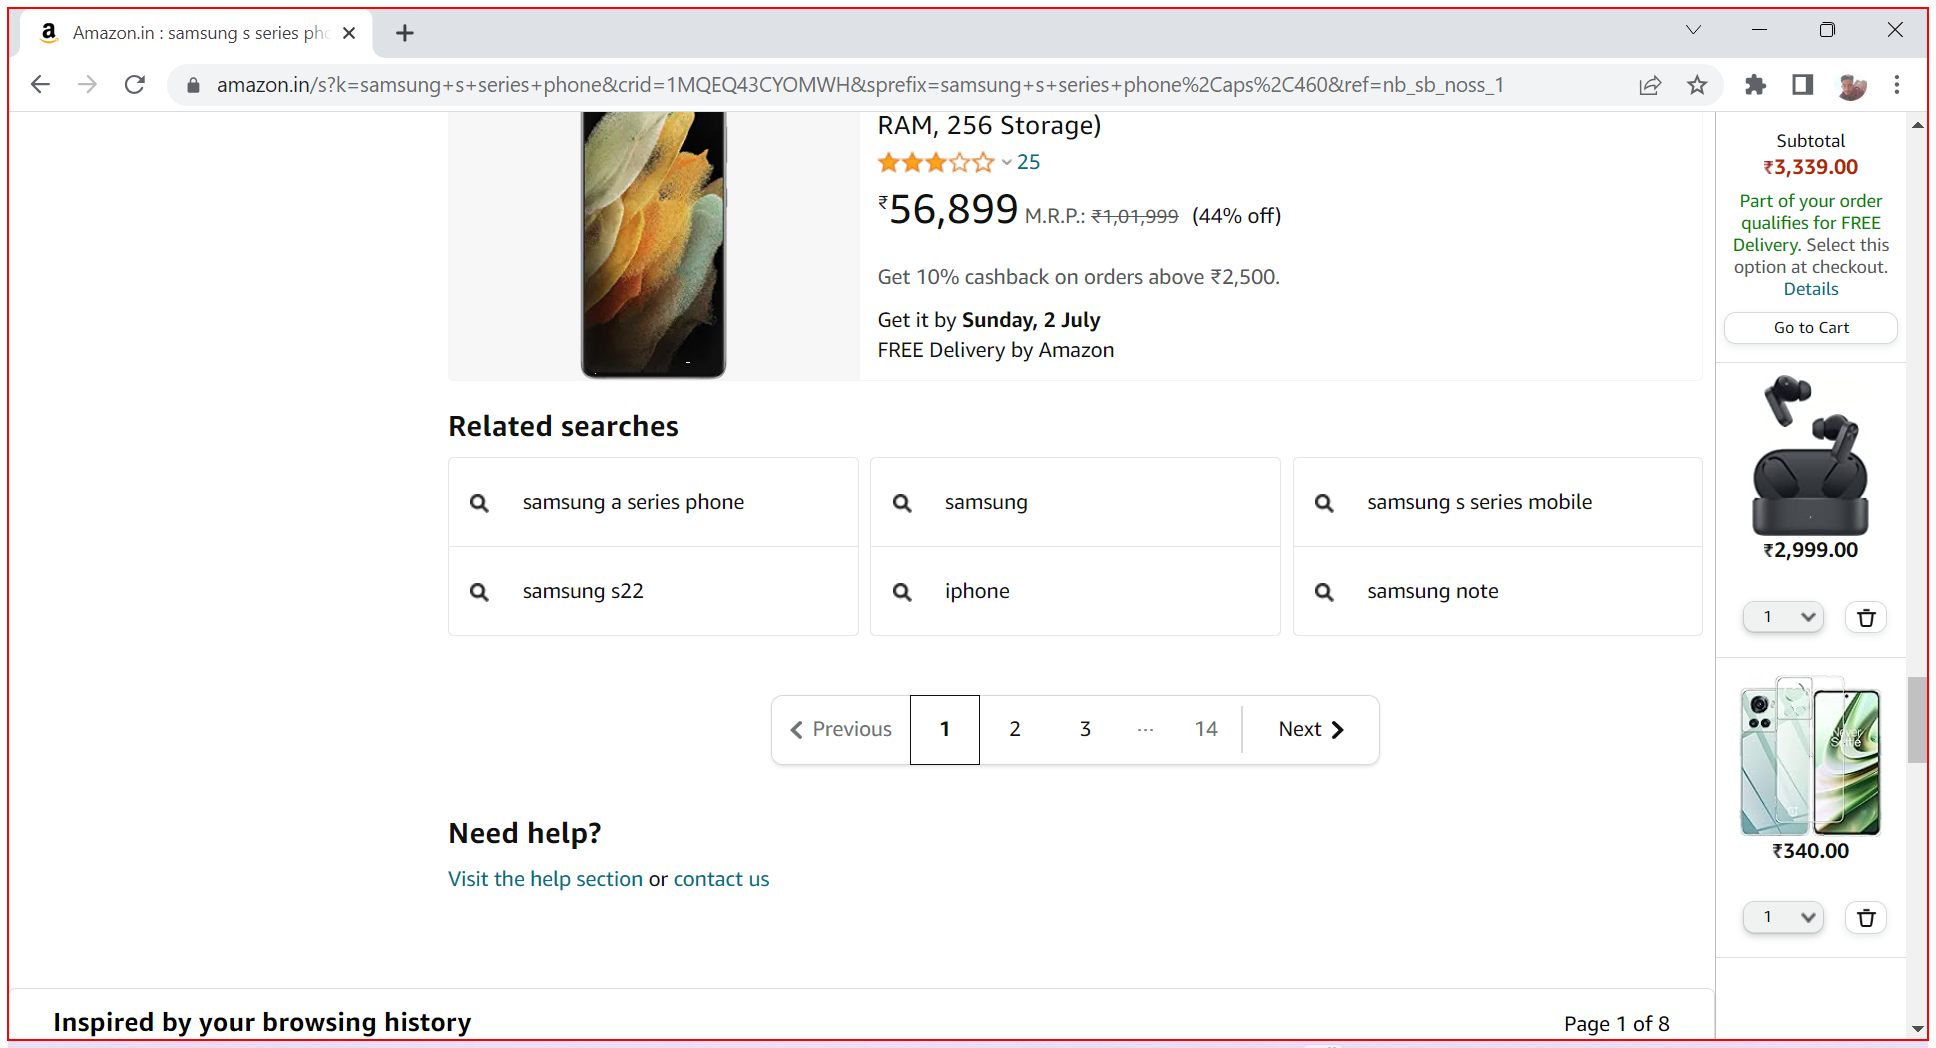 Amazon.in : samsung s series pho
amazon.in/s?k=samsung+s+series+phone&crid=1MQEQ43CYOMWH&sprefix=samsung+s+series+phone%2Caps%2C460&ref=nb_sb_noss_1
RAM, 256 Storage)
25
₹56,899 M.R.P.: ₹1,01,999 (44% off)
Get 10% cashback on orders above ₹2,500.
Get it by Sunday, 2 July
FREE Delivery by Amazon
Related searches
samsung a series phone
samsung
samsung s series mobile
samsung s22
iphone
samsung note
Previous 1 2 3 ... 14 Next
Need help?
Visit the help section or contact us
Inspired by your browsing history
Page 1 of 8
Subtotal
₹3,339.00
Part of your order
qualifies for FREE
Delivery. Select this
option at checkout.
Details
Go to Cart
₹2,999.00
1
Never
Settle
₹340.00
1